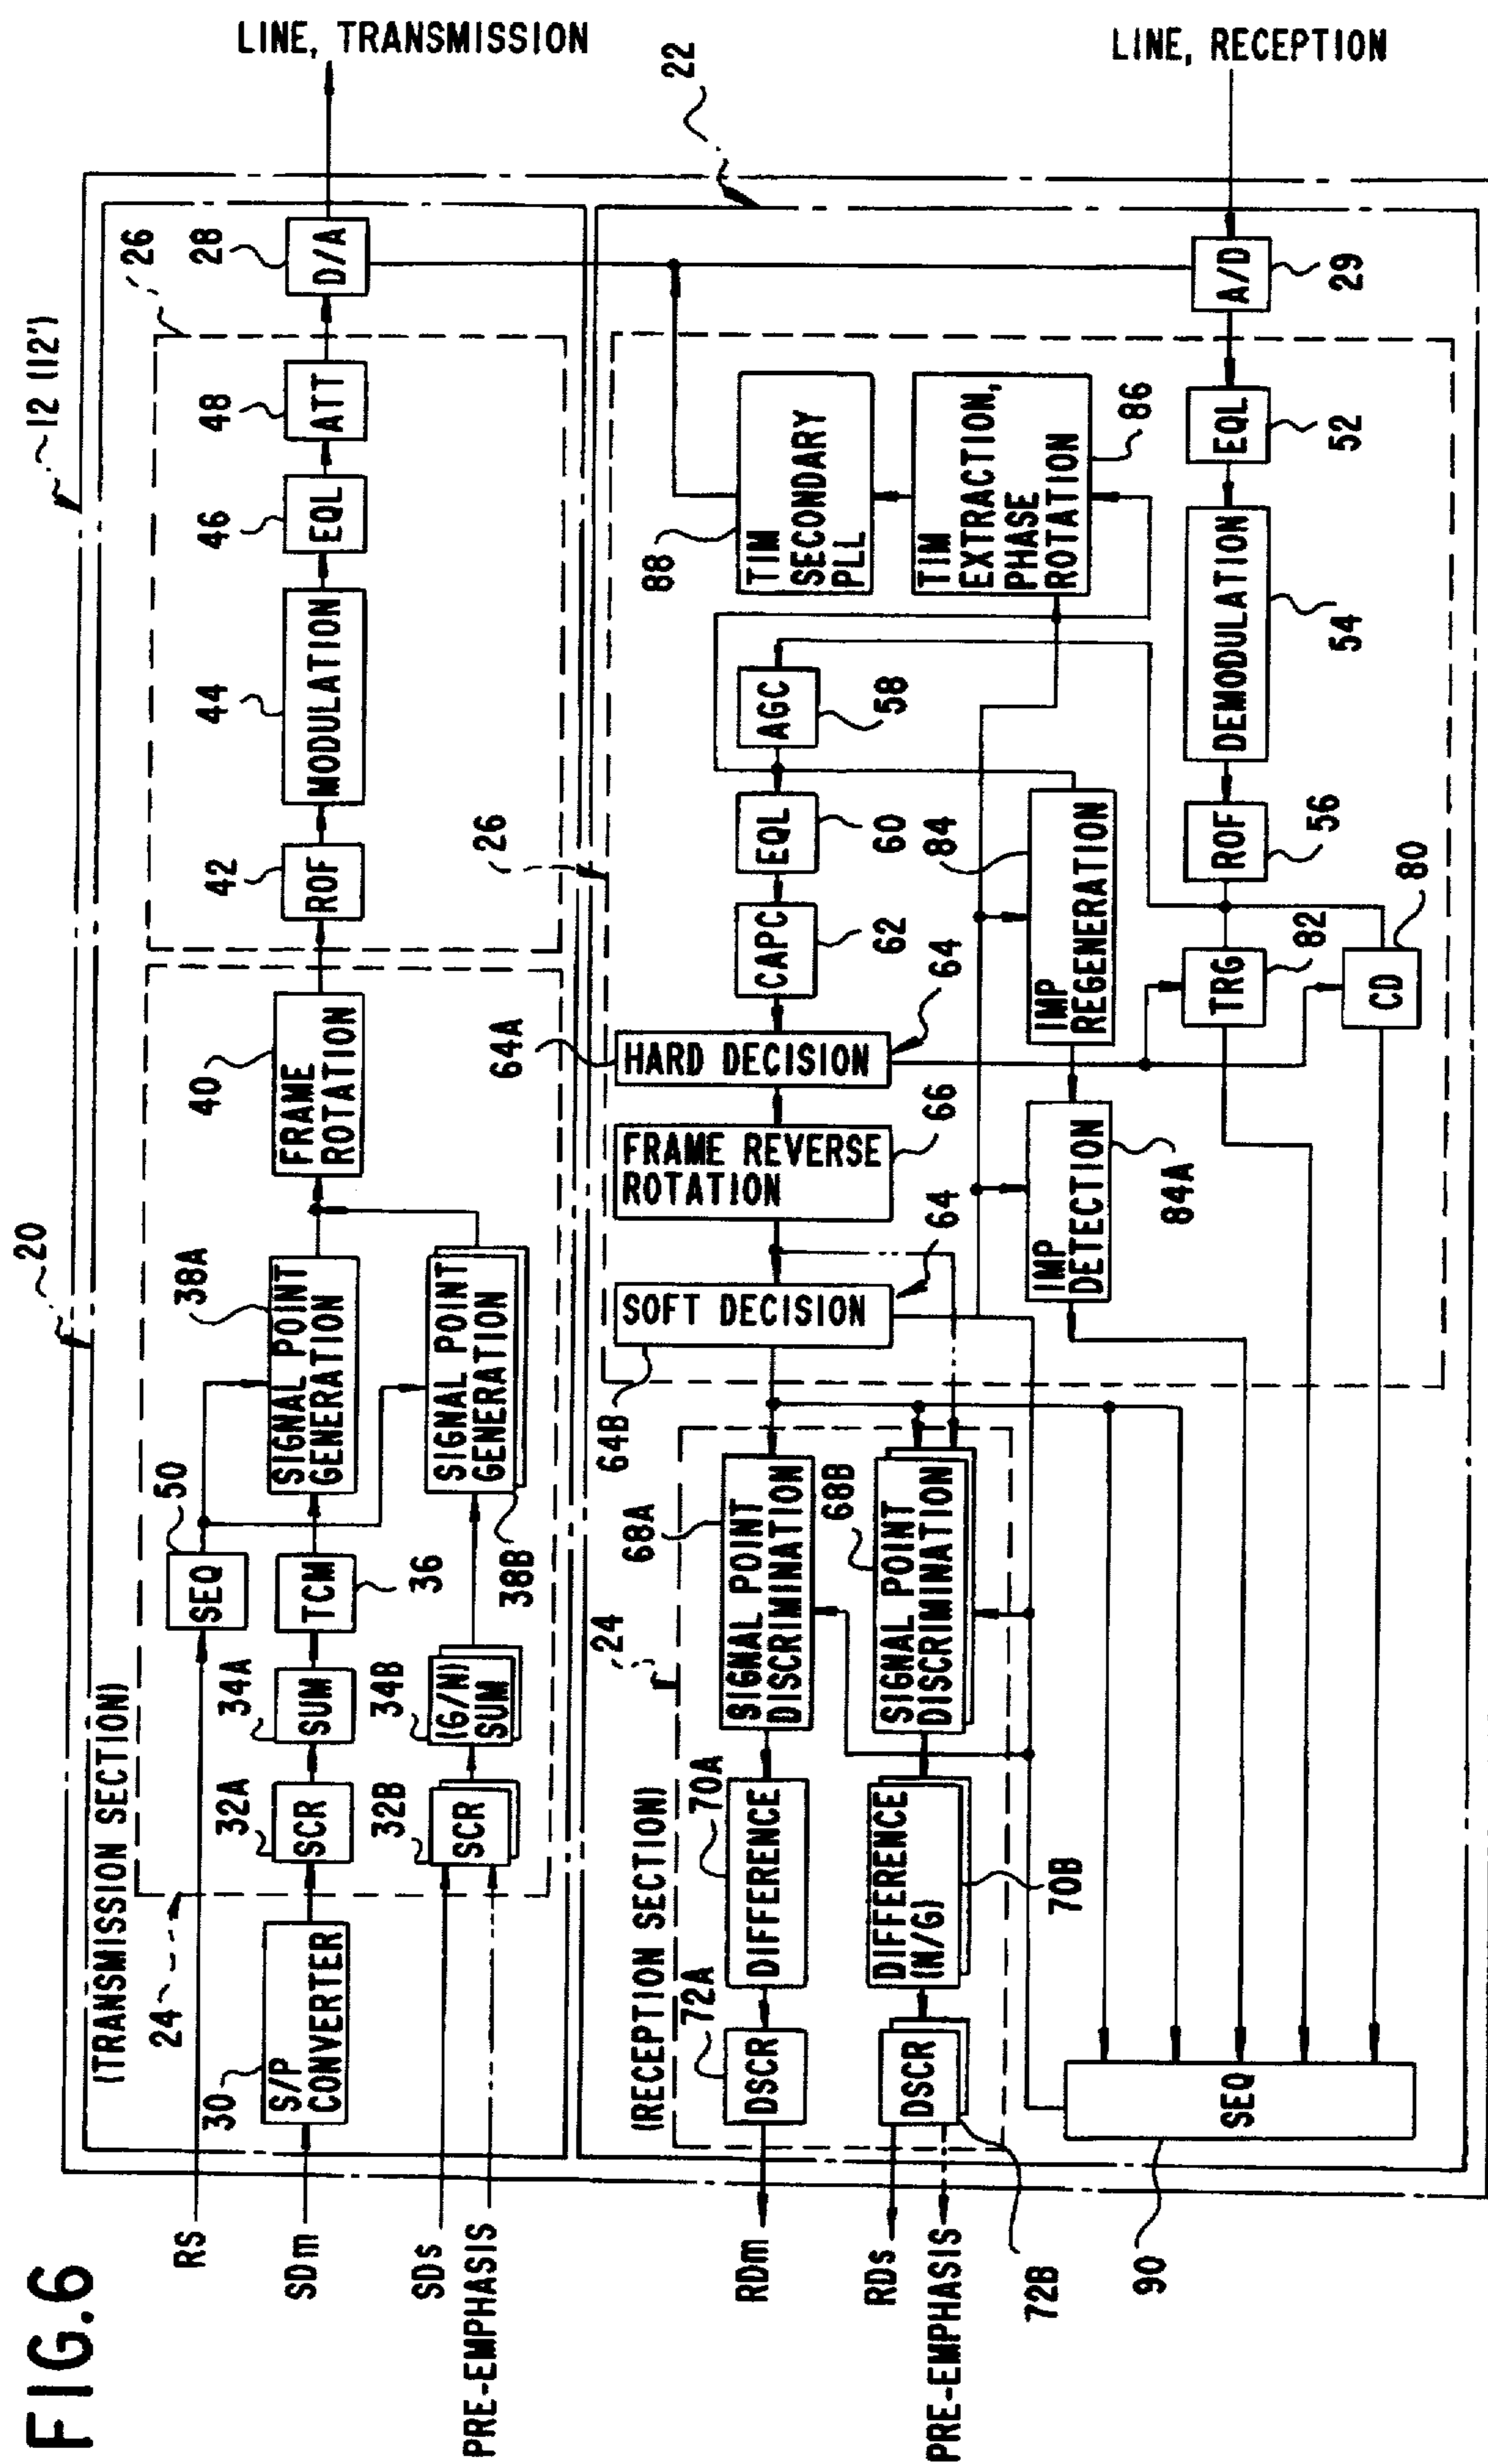 FIG.6
12 (12')
20
(TRANSMISSION SECTION)
24
26
RS
SDm
SDs
PRE-EMPHASIS
30
S/P
CONVERTER
32A
SCR
32B
SCR
34A
SUM
34B
(G/N)
SUM
50
SEQ
TCM
36
38A
SIGNAL POINT
GENERATION
SIGNAL POINT
GENERATION
38B
40
FRAME
ROTATION
42
ROF
44
MODULATION
46
EQL
48
ATT
28
D/A
LINE, TRANSMISSION
22
(RECEPTION SECTION)
24
26
RDm
RDs
PRE-EMPHASIS
72A
DSCR
DSCR
72B
70A
DIFFERENCE
DIFFERENCE
(N/G)
70B
68A
SIGNAL POINT
DISCRIMINATION
68B
SIGNAL POINT
DISCRIMINATION
64B
SOFT DECISION
64
FRAME REVERSE
ROTATION
66
64A
HARD DECISION
64
CAPC
62
EQL
60
AGC
58
88
TIM
SECONDARY
PLL
TIM
EXTRACTION,
PHASE
ROTATION
86
84
IMP
REGENERATION
IMP
DETECTION
84A
TRG
82
CD
80
ROF
56
DEMODULATION
54
EQL
52
A/D
29
LINE, RECEPTION
SEQ
90